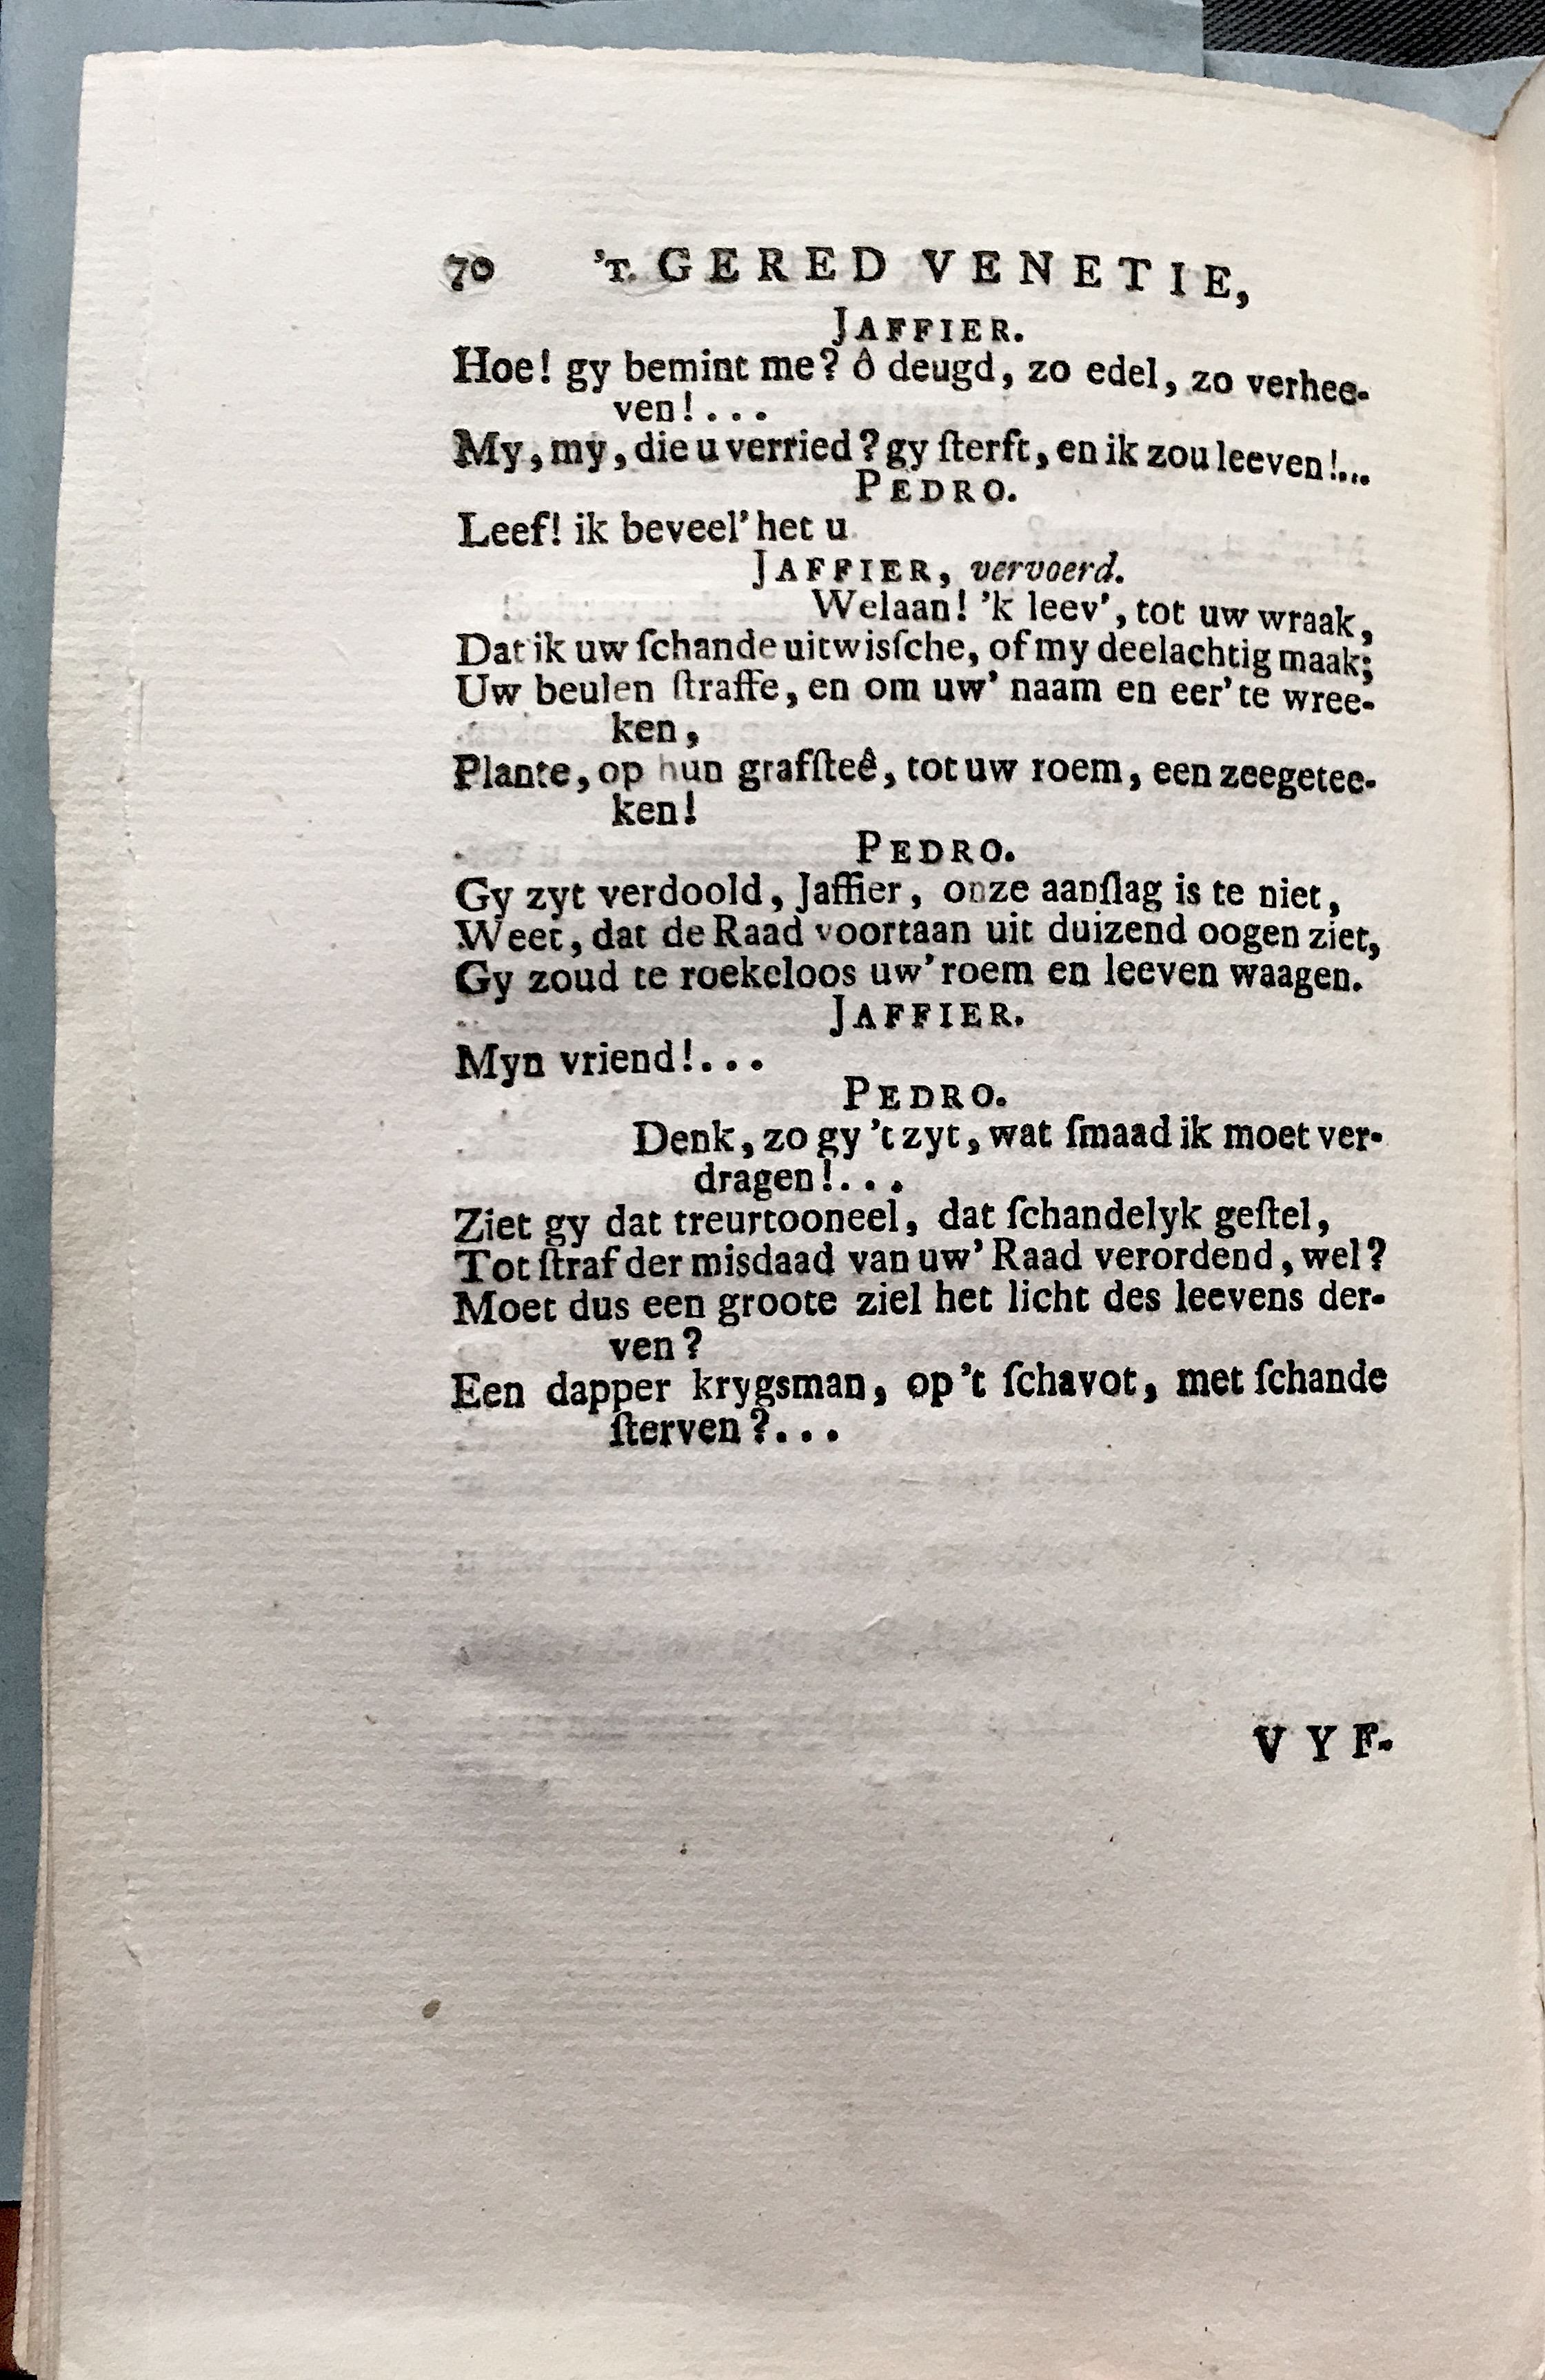 70 'T. GERED VENETIE,
JAFFIER.
Hoe! gy bemint me? ô deugd, zo edel, zo verhee-
ven!...
My, my, die u verried? gy ſterft, en ik zou leeven!...
PEDRO.
Leef! ik beveel' het u
JAFFIER, vervoerd.
Welaan! 'k leev', tot uw wraak,
Dat ik uw ſchande uitwisſche, of my deelachtig maak;
Uw beulen ſtraffe, en om uw' naam en eer' te wree-
ken,
Plante, op hun grafſteê, tot uw roem, een zeegetee-
ken!
PEDRO.
Gy zyt verdoold, Jaffier, onze aanſlag is te niet,
Weet, dat de Raad voortaan uit duizend oogen ziet,
Gy zoud te roekeloos uw' roem en leeven waagen.
JAFFIER.
Myn vriend!...
PEDRO.
Denk, zo gy 't zyt, wat ſmaad ik moet ver-
dragen!...
Ziet gy dat treurtooneel, dat ſchandelyk geſtel,
Tot ſtraf der misdaad van uw' Raad verordend, wel?
Moet dus een groote ziel het licht des leevens der-
ven?
Een dapper krygsman, op 't ſchavot, met ſchande
ſterven?...
VYF-